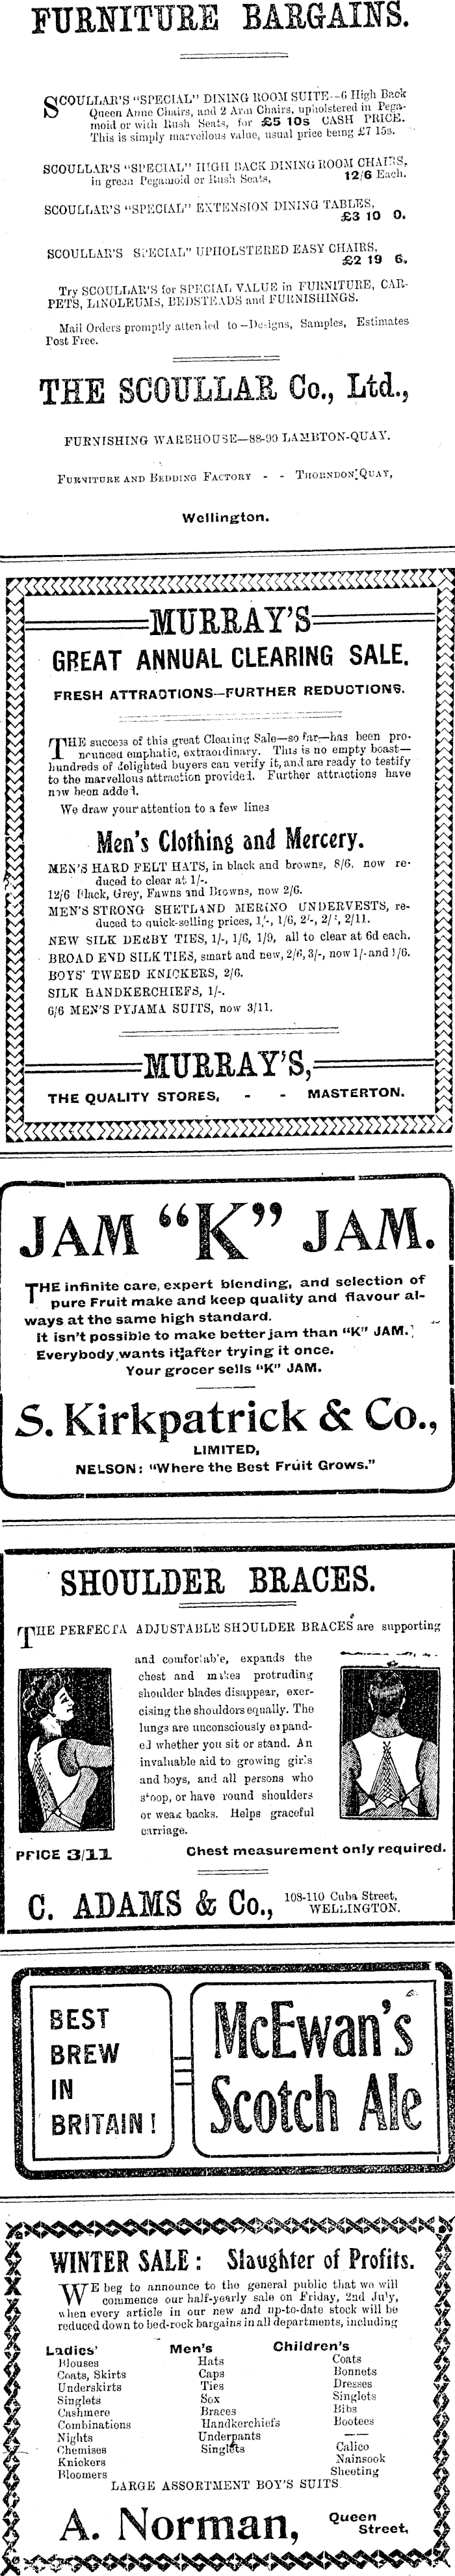 FURNITURE BARGAINS.
SCOULLAR'S "SPECIAL" DINING ROOM SUITE--6 High Back
Queen Anne Chairs, and 2 Arm Chairs, upholstered in Pega-
moid or with Rush Seats, for £5 10s CASH PRICE.
This is simply marvellous value, usual price being £7 15s.
SCOULLAR'S "SPECIAL" HIGH BACK DINING ROOM CHAIRS,
in green Pegamoid or Rush Seats, 12/6 Each.
SCOULLAR'S "SPECIAL" EXTENSION DINING TABLES,
£3 10 0.
SCOULLAR'S SPECIAL" UPHOLSTERED EASY CHAIRS,
£2 19 6.
Try SCOULLAR'S for SPECIAL VALUE in FURNITURE, CAR-
PETS, LINOLEUMS, BEDSTEADS and FURNISHINGS.
Mail Orders promptly attended to—Designs, Samples, Estimates
Post Free.
THE SCOULLAR Co., Ltd.,
FURNISHING WAREHOUSE—88-90 LAMBTON-QUAY.
FURNITURE AND BEDDING FACTORY - - THORNDON QUAY,
Wellington.
MURRAY'S
GREAT ANNUAL CLEARING SALE.
FRESH ATTRACTIONS—FURTHER REDUCTIONS.
THE success of this great Clearing Sale—so far—has been pro-
nounced emphatic, extraordinary. This is no empty boast—
hundreds of delighted buyers can verify it, and are ready to testify
to the marvellous attraction provided. Further attractions have
now been added.
We draw your attention to a few lines
Men's Clothing and Mercery.
MEN'S HARD FELT HATS, in black and browns, 8/6. now re-
duced to clear at 1/-.
12/6 Black, Grey, Fawns and Browns, now 2/6.
MEN'S STRONG SHETLAND MERINO UNDERVESTS, re-
duced to quick-selling prices, 1/-, 1/6, 2/-, 2/11.
NEW SILK DERBY TIES, 1/-, 1/6, 1/9, all to clear at 6d each.
BROAD END SILK TIES, smart and new, 2/6, 3/-, now 1/- and 1/6.
BOYS' TWEED KNICKERS, 2/6.
SILK HANDKERCHIEFS, 1/-.
6/6 MEN'S PYJAMA SUITS, now 3/11.
MURRAY'S,
THE QUALITY STORES, - - MASTERTON.
JAM "K" JAM.
THE infinite care, expert blending, and selection of
pure Fruit make and keep quality and flavour al-
ways at the same high standard.
It isn't possible to make better jam than "K" JAM.
Everybody wants it after trying it once.
Your grocer sells "K" JAM.
S. Kirkpatrick & Co.,
LIMITED,
NELSON: "Where the Best Fruit Grows."
SHOULDER BRACES.
THE PERFECTA ADJUSTABLE SHOULDER BRACES are supporting
and comfortable, expands the
chest and makes protruding
shoulder blades disappear, exer-
cising the shoulders equally. The
lungs are unconsciously expand-
ed whether you sit or stand. An
invaluable aid to growing girls
and boys, and all persons who
stoop, or have round shoulders
or weak backs. Helps graceful
carriage.
PRICE 3/11 Chest measurement only required.
C. ADAMS & Co., 108-110 Cuba Street,
WELLINGTON.
BEST
BREW
IN
BRITAIN!
McEwan's
Scotch Ale
WINTER SALE: Slaughter of Profits.
WE beg to announce to the general public that we will
commence our half-yearly sale on Friday, 2nd July,
when every article in our new and up-to-date stock will be
reduced down to bed-rock bargains in all departments, including
Ladies'
Blouses
Coats, Skirts
Underskirts
Singlets
Cashmere
Combinations
Nights
Chemises
Knickers
Bloomers
Men's
Hats
Caps
Ties
Sox
Braces
Handkerchiefs
Underpants
Singlets
Children's
Coats
Bonnets
Dresses
Singlets
Bibs
Bootees
Calico
Nainsook
Sheeting
LARGE ASSORTMENT BOY'S SUITS
A. Norman, Queen
Street,